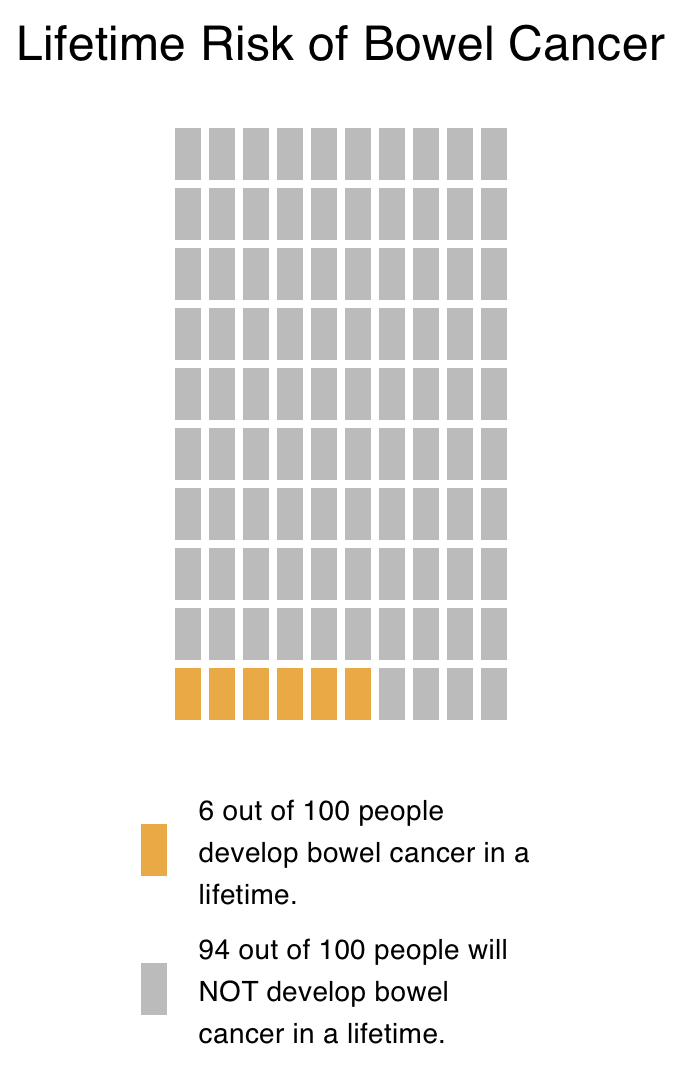 Lifetime Risk of Bowel Cancer
6 out of 100 people
develop bowel cancer in a
lifetime.
94 out of 100 people will
NOT develop bowel
cancer in a lifetime.